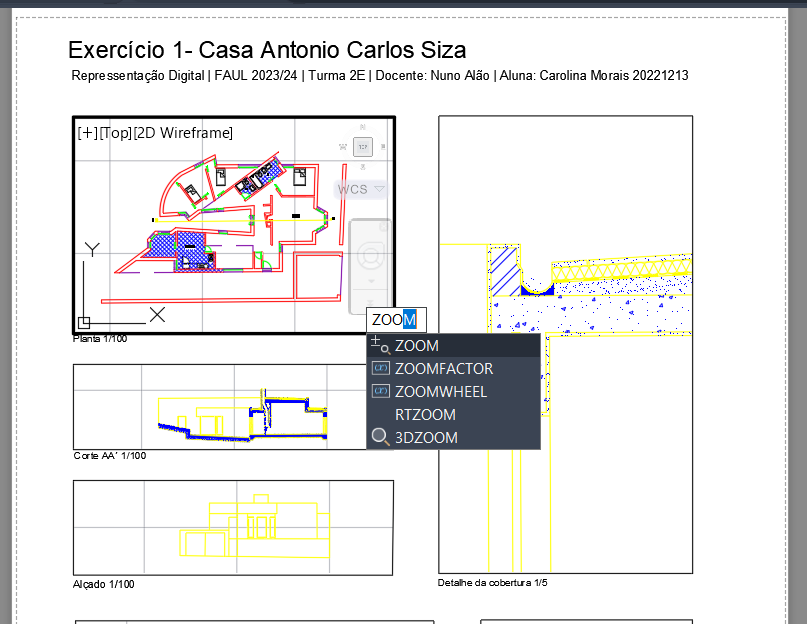 Exercício 1- Casa Antonio Carlos Siza
Repressentação Digital | FAUL 2023/24 | Turma 2E | Docente: Nuno Alão | Aluna: Carolina Morais 20221213
[+][Top][2D Wireframe]
N
W
TOP
S
WCS
Y
X
ZOOM
ZOOM
ZOOMFACTOR
ZOOMWHEEL
RTZOOM
3DZOOM
Planta 1/100
Corte AA' 1/100
Alçado 1/100
Detalhe da cobertura 1/5